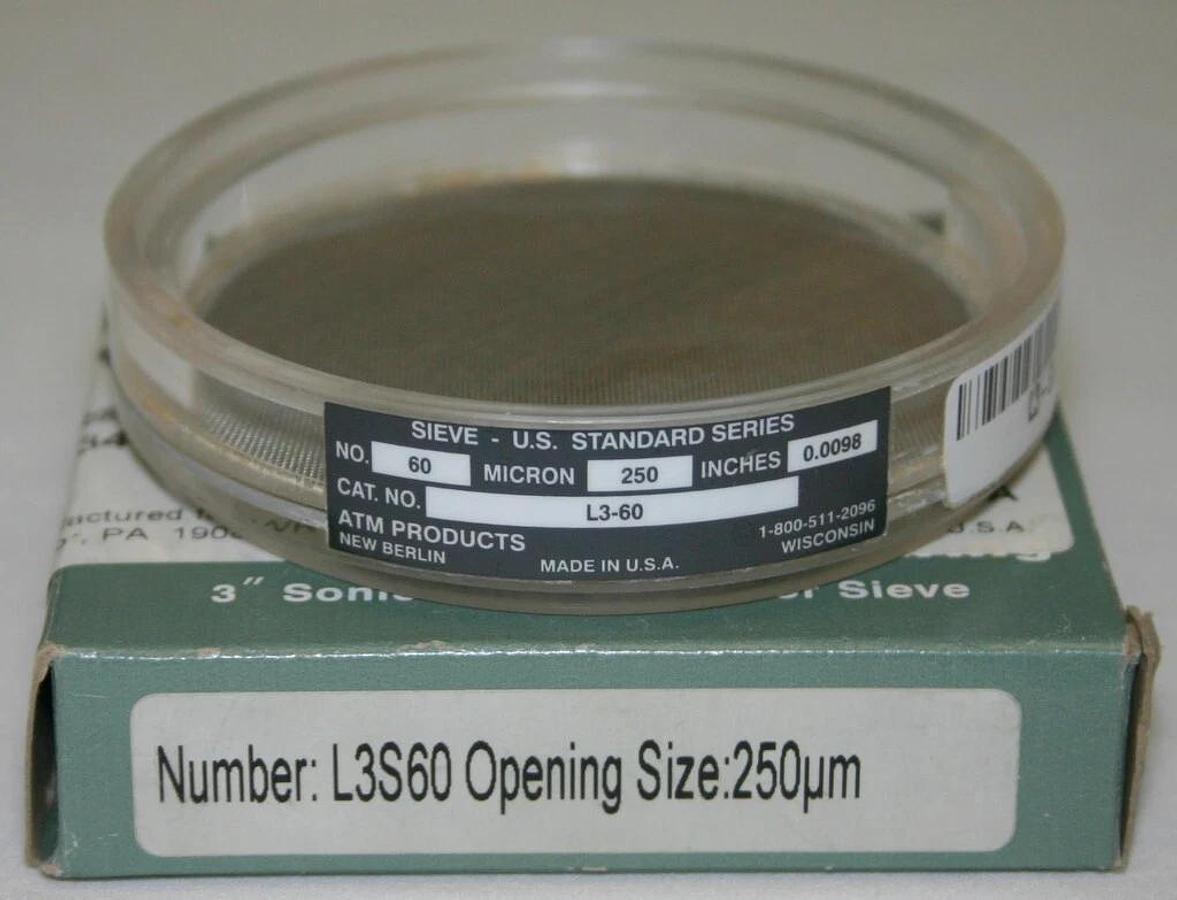 SIEVE - U.S. STANDARD SERIES
NO. 60 MICRON 250 INCHES 0.0098
CAT. NO. L3-60
ATM PRODUCTS 1-800-511-2096
NEW BERLIN MADE IN U.S.A. WISCONSIN
PA
U.S.A
3" Sieve
Number: L3S60 Opening Size:250µm